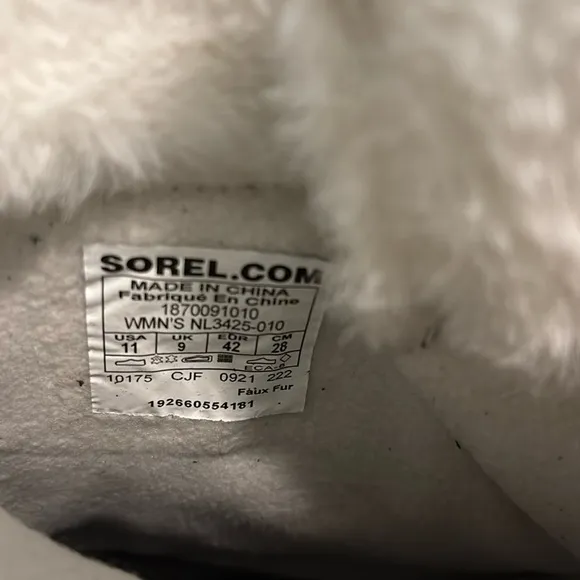 SOREL.COM
MADE IN CHINA
Fabriqué En Chine
1870091010
WMN'S NL3425-010
USA UK EUR CM
11 9 42 28
ECA-
10175 CJF 0921 222
Faux Fur
192660554181